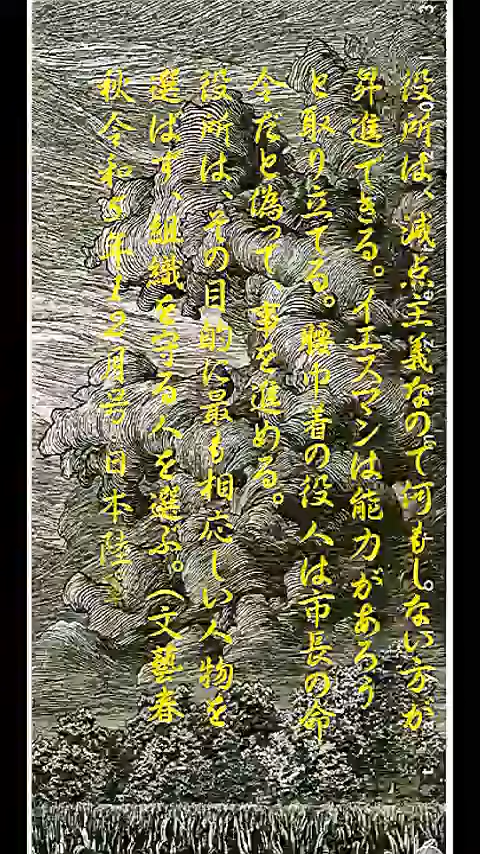 役所は、減点主義なので何もしない方が
昇進できる。イエスマンは能力があろう
と取り立てる。腰巾着の役人は市長の命
令だと偽って、事を進める。
役所は、その目的に最も相応しい人物を
選ばず、組織を守る人を選ぶ。（文藝春
秋令和5年12月号 日本陸